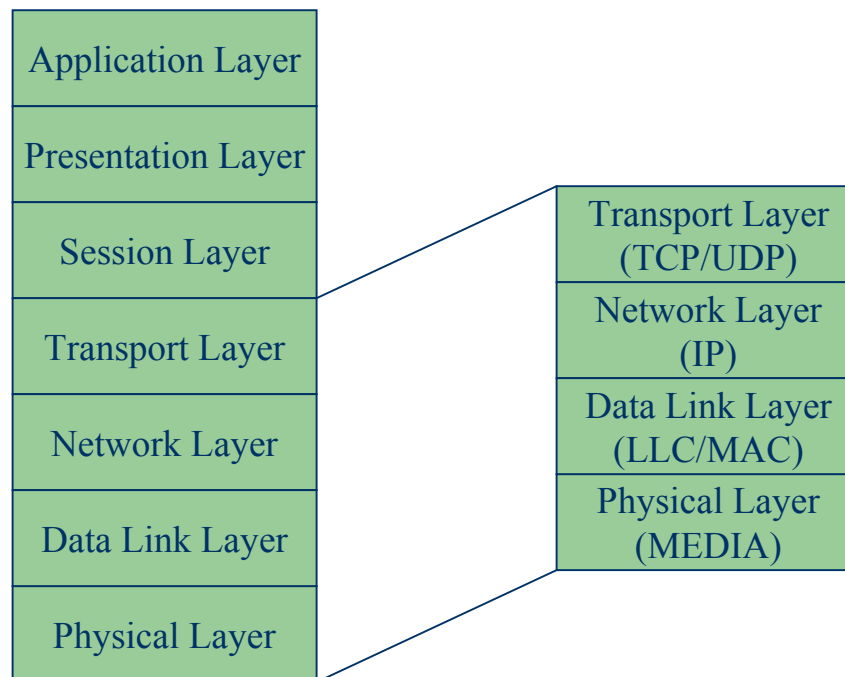 Application Layer
Presentation Layer
Session Layer
Transport Layer
Network Layer
Data Link Layer
Physical Layer
Transport Layer
(TCP/UDP)
Network Layer
(IP)
Data Link Layer
(LLC/MAC)
Physical Layer
(MEDIA)